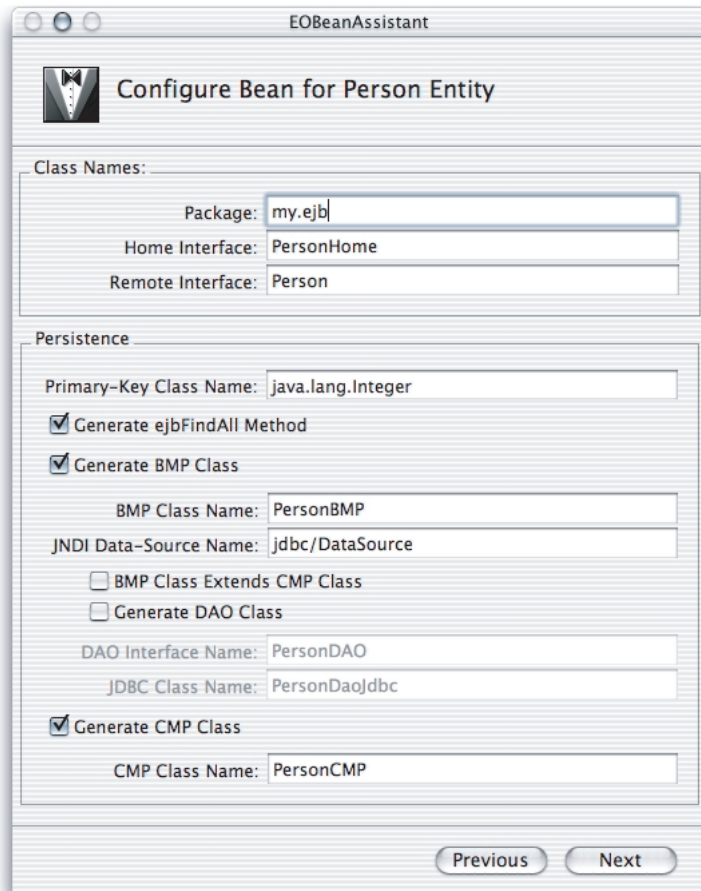 EOBeanAssistant
Configure Bean for Person Entity
Class Names:
Package: my.ejb
Home Interface: PersonHome
Remote Interface: Person
Persistence
Primary-Key Class Name: java.lang.Integer
Generate ejbFindAll Method
Generate BMP Class
BMP Class Name: PersonBMP
JNDI Data-Source Name: jdbc/DataSource
BMP Class Extends CMP Class
Generate DAO Class
DAO Interface Name: PersonDAO
JDBC Class Name: PersonDaoJdbc
Generate CMP Class
CMP Class Name: PersonCMP
Previous Next